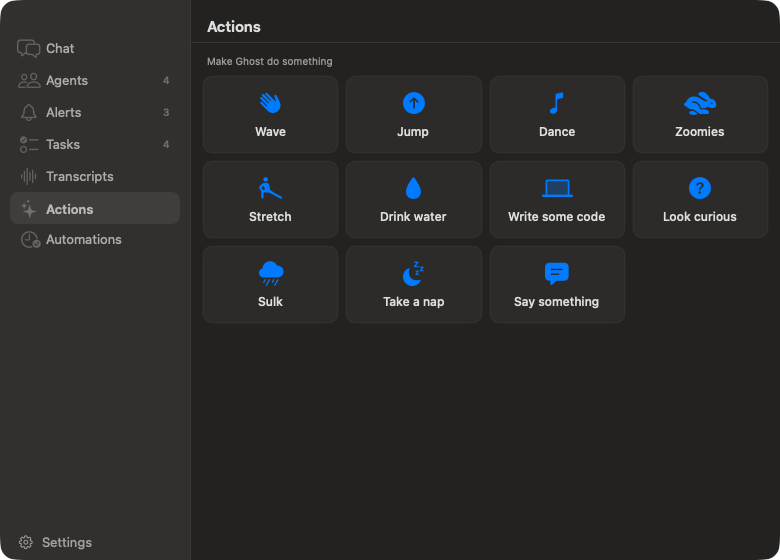 Actions
Chat
Agents 4
Alerts 3
Tasks 4
Transcripts
Actions
Automations
Settings
Make Ghost do something
Wave
Jump
Dance
Zoomies
Stretch
Drink water
Write some code
Look curious
Sulk
Take a nap
Say something